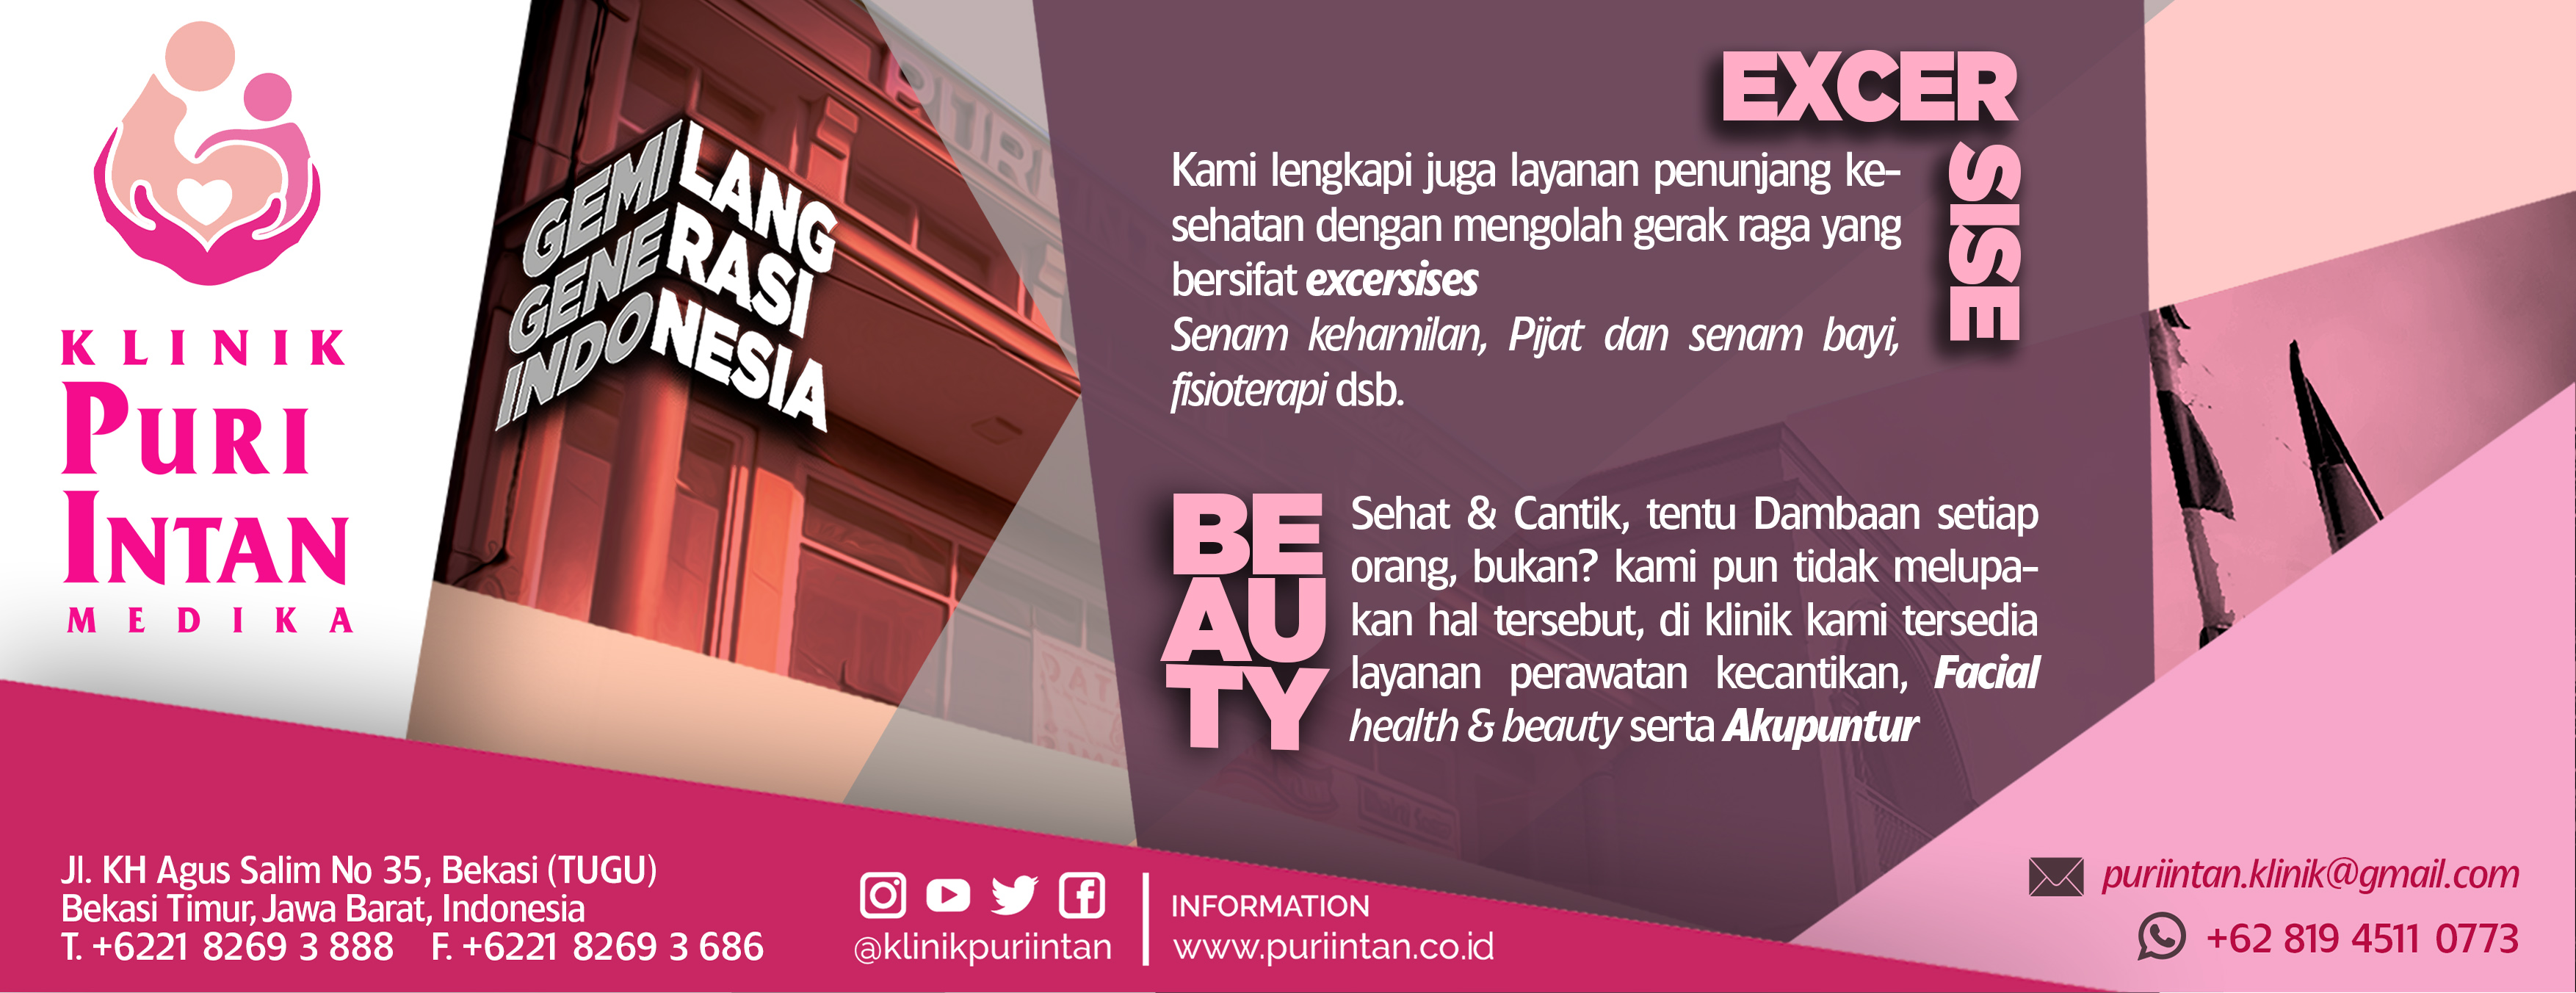 KLINIK
PURI
INTAN
MEDIKA
GEMILANG
GENERASI
INDONESIA
PURI
EXCER
SISE
Kami lengkapi juga layanan penunjang ke-
sehatan dengan mengolah gerak raga yang
bersifat excersises
Senam kehamilan, Pijat dan senam bayi,
fisioterapi dsb.
BE
AU
TY
Sehat & Cantik, tentu Dambaan setiap
orang, bukan? kami pun tidak melupa-
kan hal tersebut, di klinik kami tersedia
layanan perawatan kecantikan, Facial
health & beauty serta Akupuntur
Jl. KH Agus Salim No 35, Bekasi (TUGU)
Bekasi Timur, Jawa Barat, Indonesia
T. +6221 8269 3 888 F. +6221 8269 3 686
@klinikpuriintan
INFORMATION
www.puriintan.co.id
puriintan.klinik@gmail.com
+62 819 4511 0773